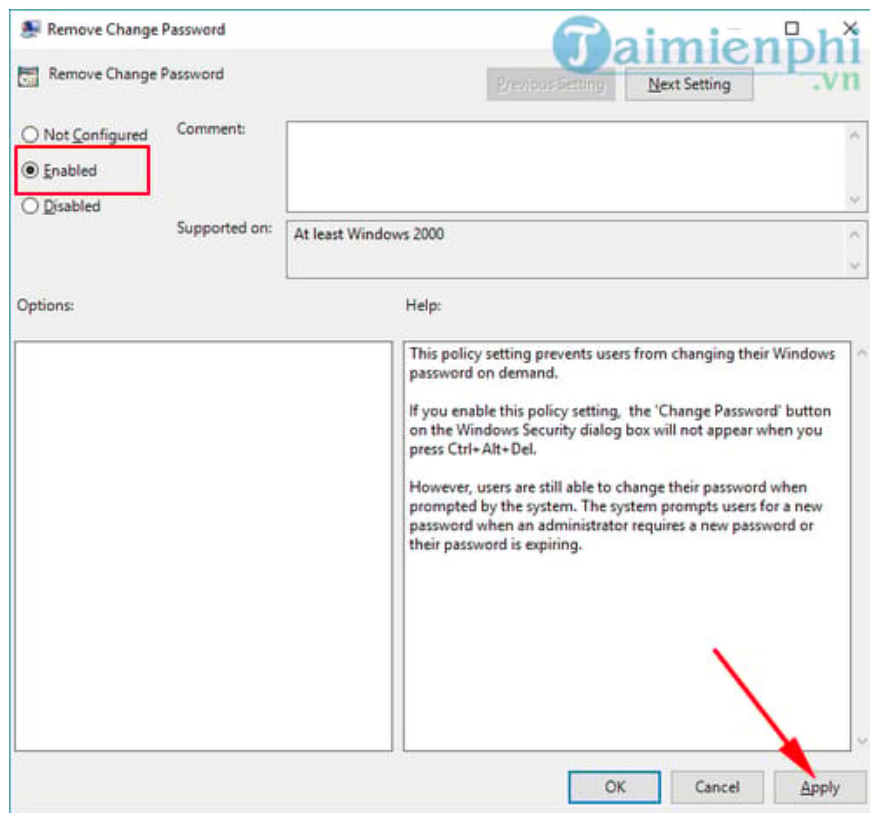 Remove Change Password
Taimienphi
.vn
Remove Change Password
Previous Setting
Next Setting
Not Configured
Comment:
Enabled
Disabled
Supported on:
At least Windows 2000
Options:
Help:
This policy setting prevents users from changing their Windows
password on demand.
If you enable this policy setting, the 'Change Password' button
on the Windows Security dialog box will not appear when you
press Ctrl+Alt+Del.
However, users are still able to change their password when
prompted by the system. The system prompts users for a new
password when an administrator requires a new password or
their password is expiring.
OK
Cancel
Apply